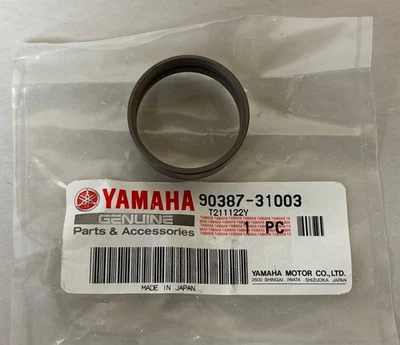 YAMAHA 90387-31003
GENUINE T211122Y
Parts & Accessories 1 PC
YAMAHA MOTOR CO.,LTD.
2500 SHINGAI IWATA SHIZUOKA, JAPAN
MADE IN JAPAN